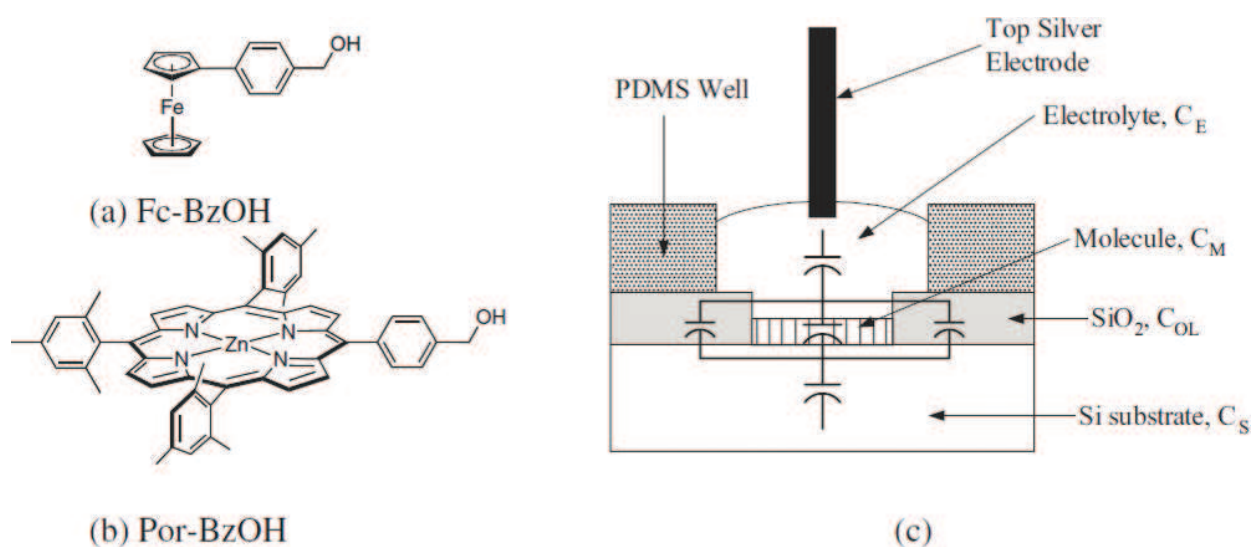 OH
Fe
(a) Fc-BzOH
N
N
Zn
N
N
OH
(b) Por-BzOH
Top Silver
Electrode
PDMS Well
Electrolyte, C_E
Molecule, C_M
SiO₂, C_OL
Si substrate, C_S
(c)